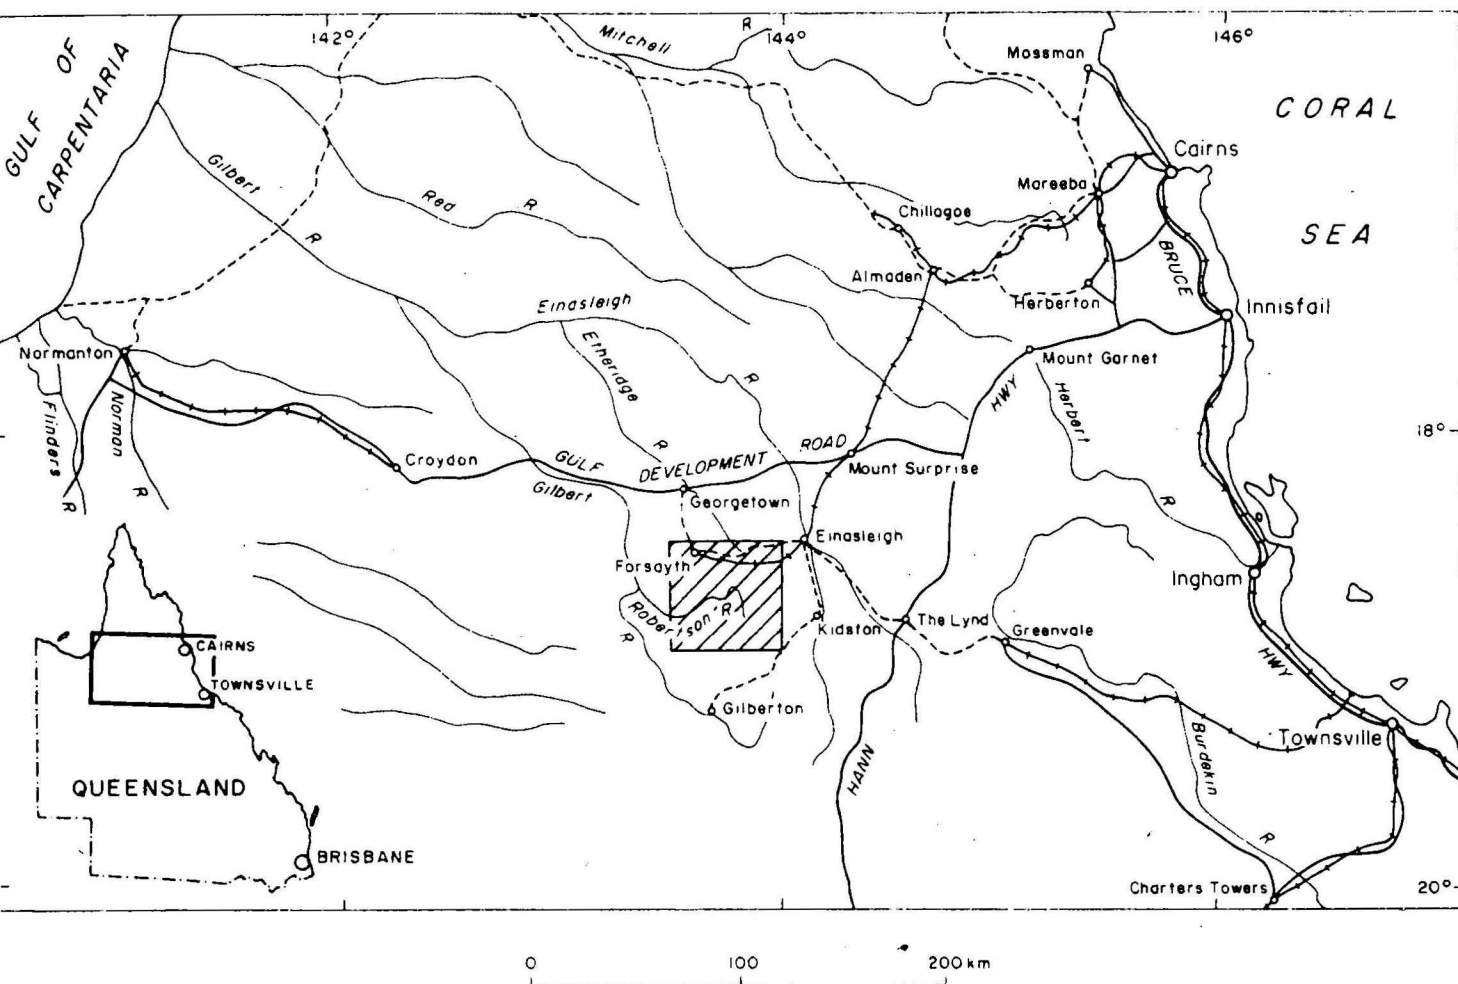 142°
144°
146°
GULF OF
CARPENTARIA
Mitchell R
Mossman
CORAL
SEA
Cairns
Mareeba
Gilbert R
Red R
Chillagoe
Almaden
Herberton
BRUCE
Innisfail
Einasleigh R
Etheridge R
Normanton
Mount Garnet
HWY
Herbert R
Flinders R
Norman R
18°
Croydon
GULF DEVELOPMENT ROAD
Mount Surprise
Gilbert
Georgetown
Einasleigh
Forsayth
Ingham
Robertson R
R
Kidston
The Lynd
Greenvale
HWY
CAIRNS
TOWNSVILLE
Gilberton
Townsville
Burdekin R
HANN
QUEENSLAND
BRISBANE
Charters Towers
20°
0 100 200 km